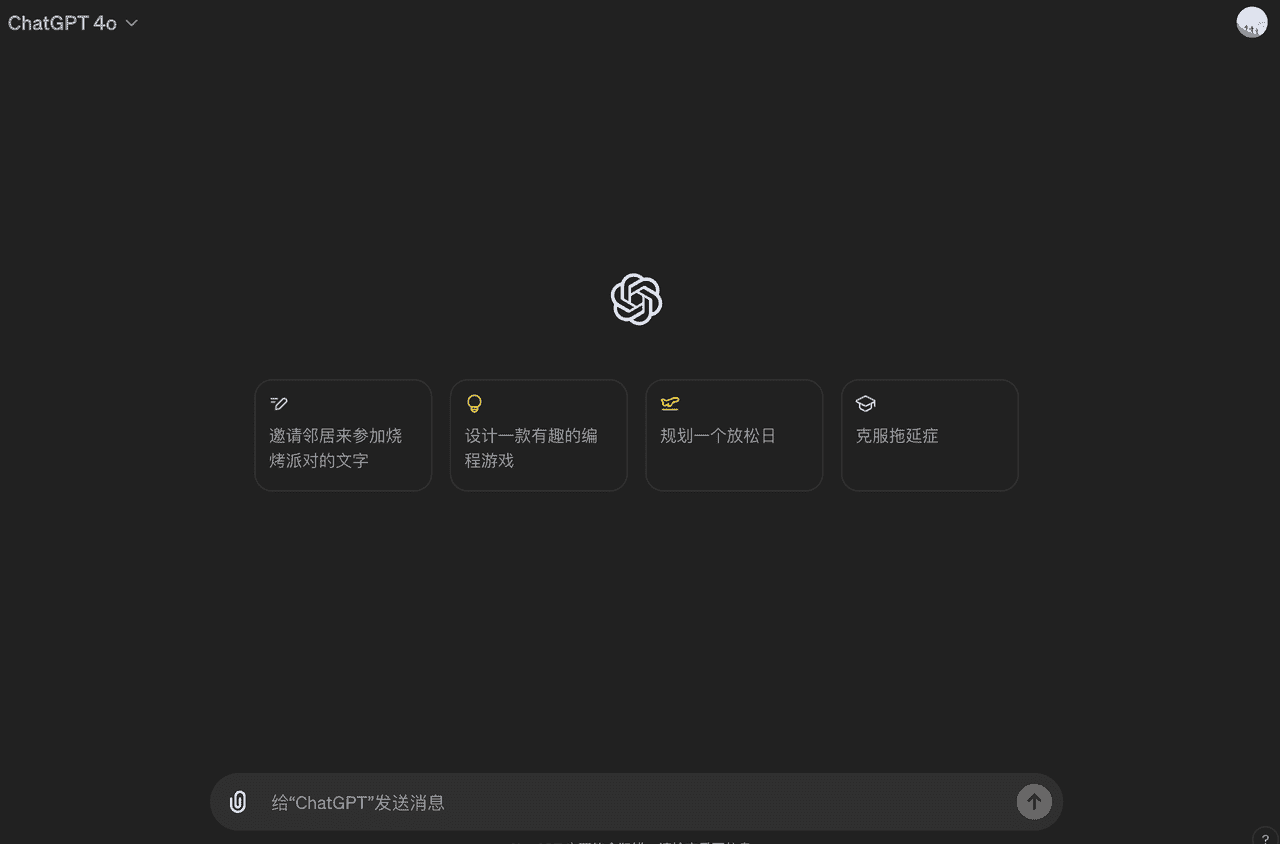 ChatGPT 4o
邀请邻居来参加烧
烤派对的文字
设计一款有趣的编
程游戏
规划一个放松日
克服拖延症
给“ChatGPT”发送消息
?